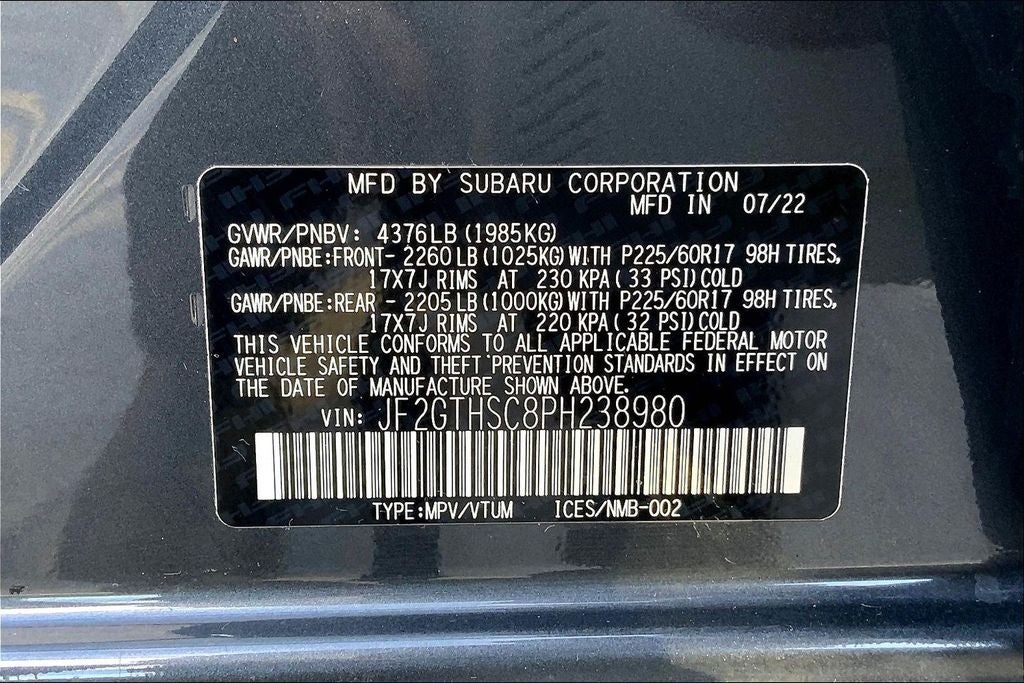 MFD BY SUBARU CORPORATION
MFD IN 07/22
GVWR/PNBV: 4376LB (1985KG)
GAWR/PNBE:FRONT- 2260LB (1025KG) WITH P225/60R17 98H TIRES,
17X7J RIMS AT 230 KPA( 33 PSI)COLD
GAWR/PNBE:REAR - 2205LB (1000KG) WITH P225/60R17 98H TIRES,
17X7J RIMS AT 220 KPA( 32 PSI)COLD
THIS VEHICLE CONFORMS TO ALL APPLICABLE FEDERAL MOTOR
VEHICLE SAFETY AND THEFT PREVENTION STANDARDS IN EFFECT ON
THE DATE OF MANUFACTURE SHOWN ABOVE.
VIN: JF2GTHSC8PH238980
TYPE:MPV/VTUM ICES/NMB-002